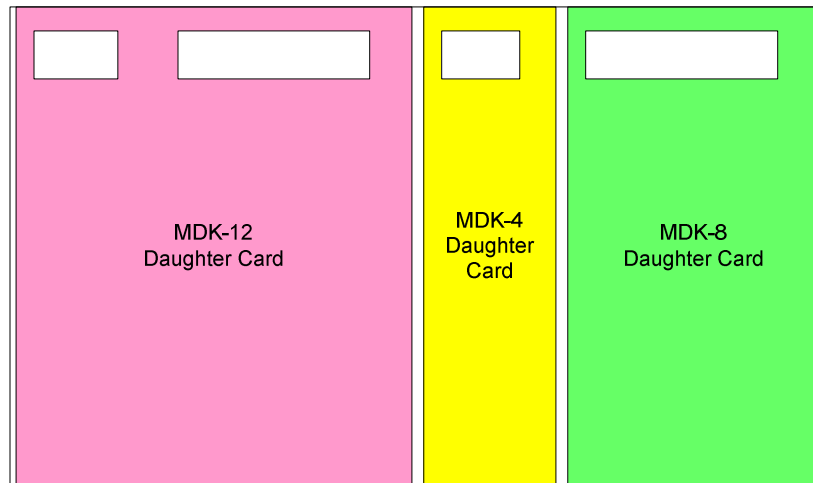 MDK-12
Daughter Card
MDK-4
Daughter
Card
MDK-8
Daughter Card